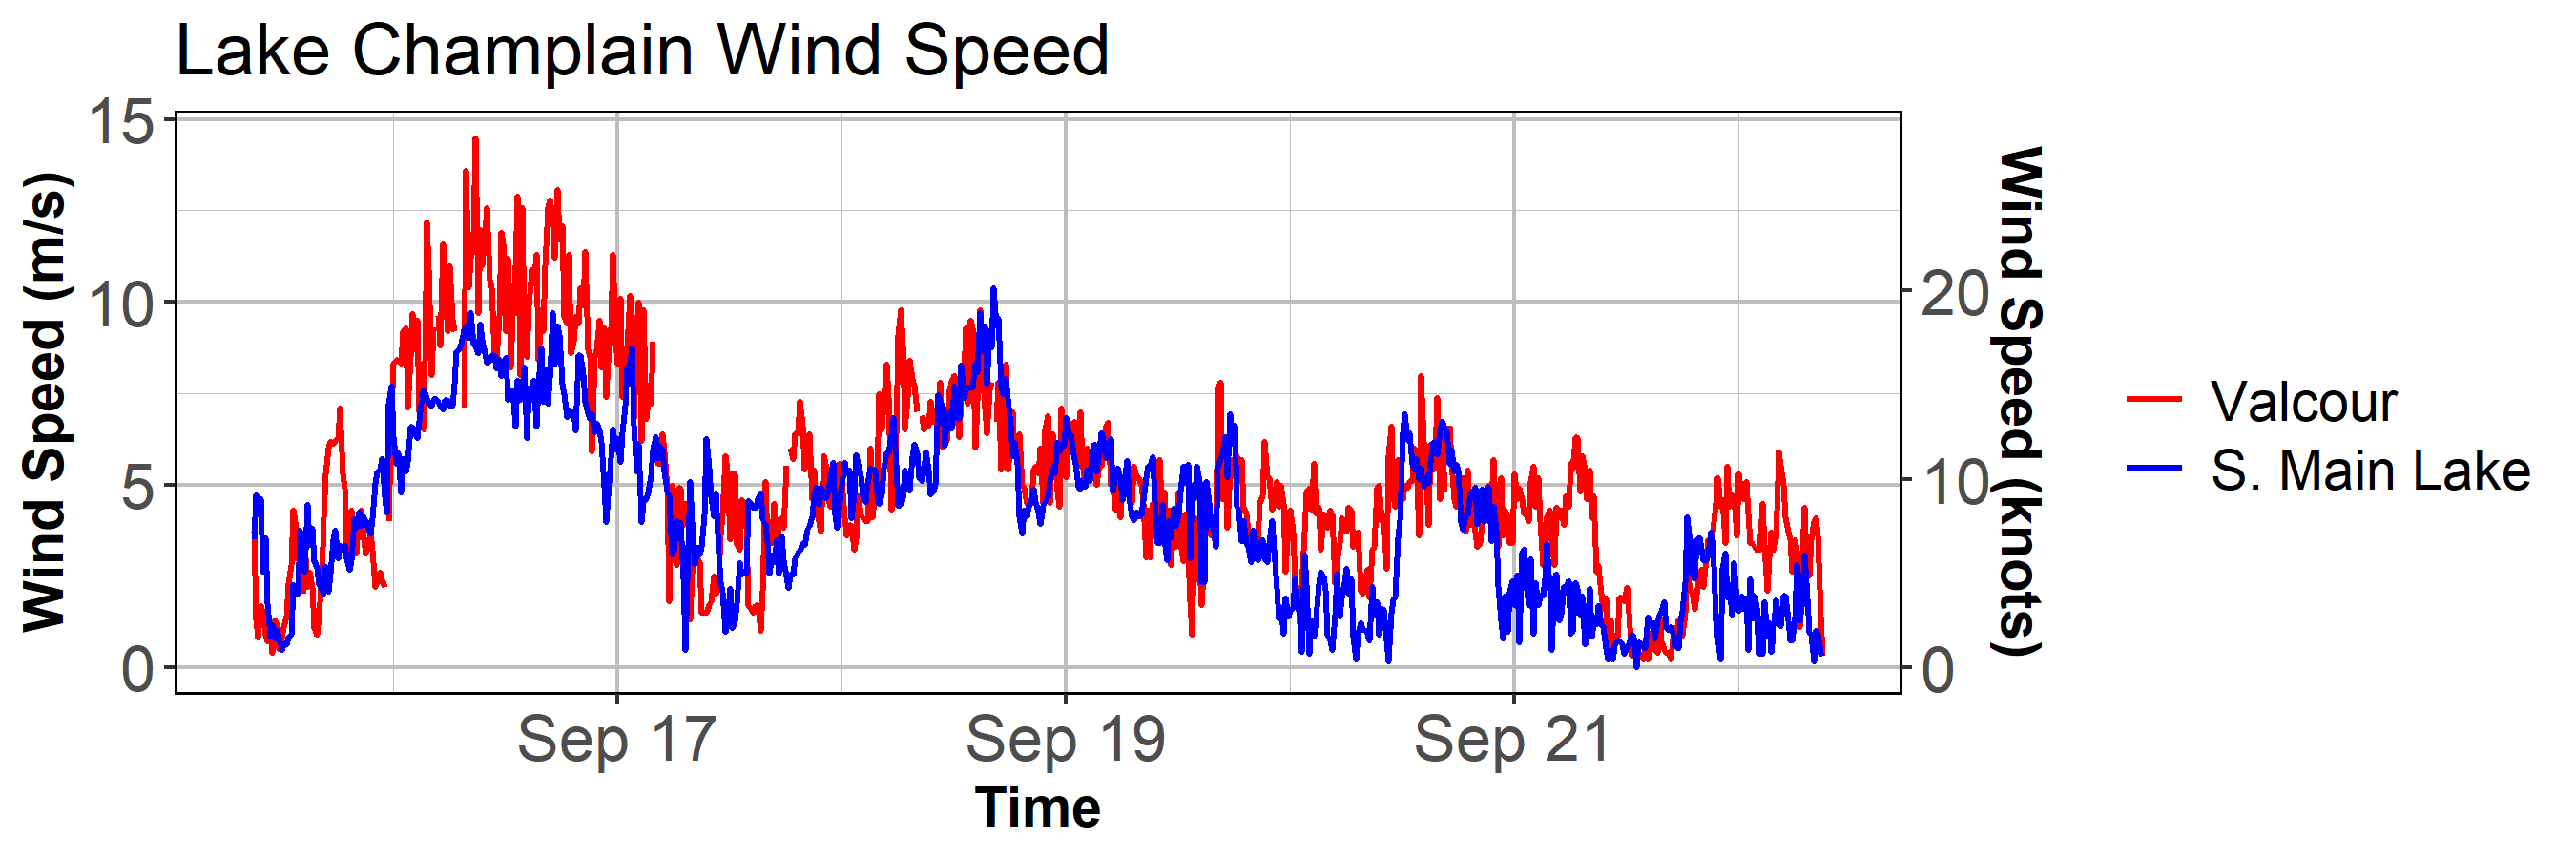 Lake Champlain Wind Speed
Wind Speed (m/s)
15
10
5
0
20
10
0
Wind Speed (knots)
Sep 17
Sep 19
Sep 21
Time
Valcour
S. Main Lake